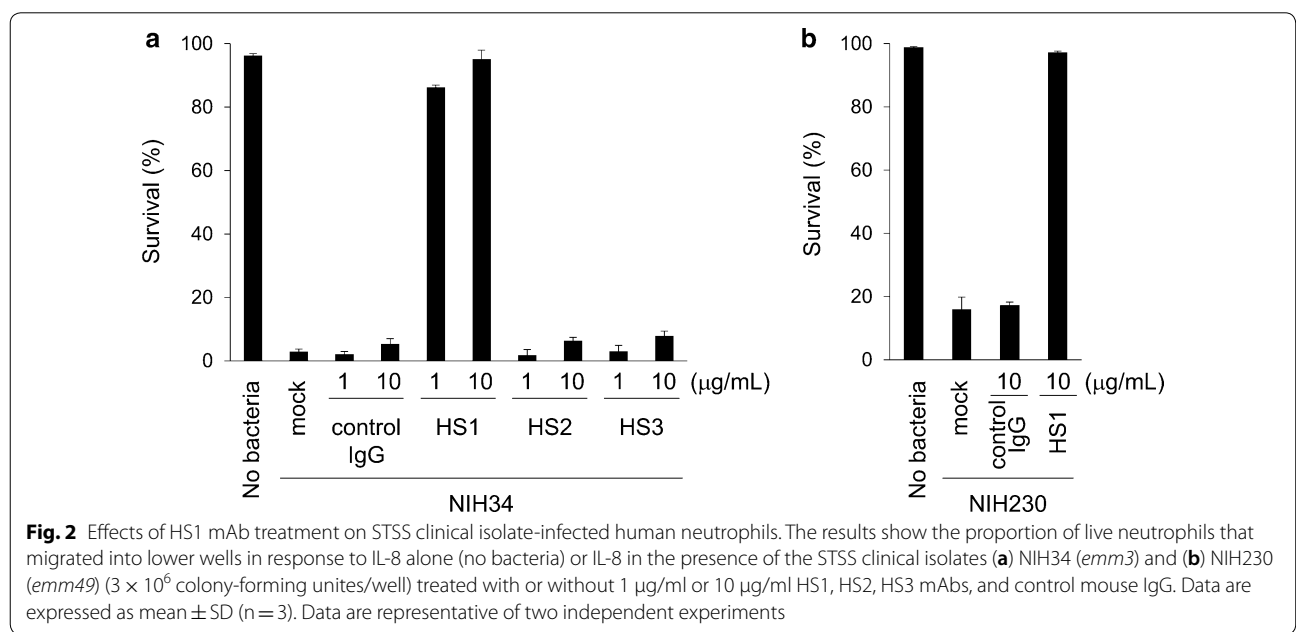 a
100
80
60
40
20
0
Survival (%)
No bacteria
mock
1 10 1 10 1 10 1 10 (μg/mL)
control IgG
HS1
HS2
HS3
NIH34
b
100
80
60
40
20
0
Survival (%)
No bacteria
mock
10 10
control IgG
HS1
NIH230
Fig. 2 Effects of HS1 mAb treatment on STSS clinical isolate-infected human neutrophils. The results show the proportion of live neutrophils that
migrated into lower wells in response to IL-8 alone (no bacteria) or IL-8 in the presence of the STSS clinical isolates (a) NIH34 (emm3) and (b) NIH230
(emm49) (3 × 10⁶ colony-forming unites/well) treated with or without 1 μg/ml or 10 μg/ml HS1, HS2, HS3 mAbs, and control mouse IgG. Data are
expressed as mean ± SD (n = 3). Data are representative of two independent experiments